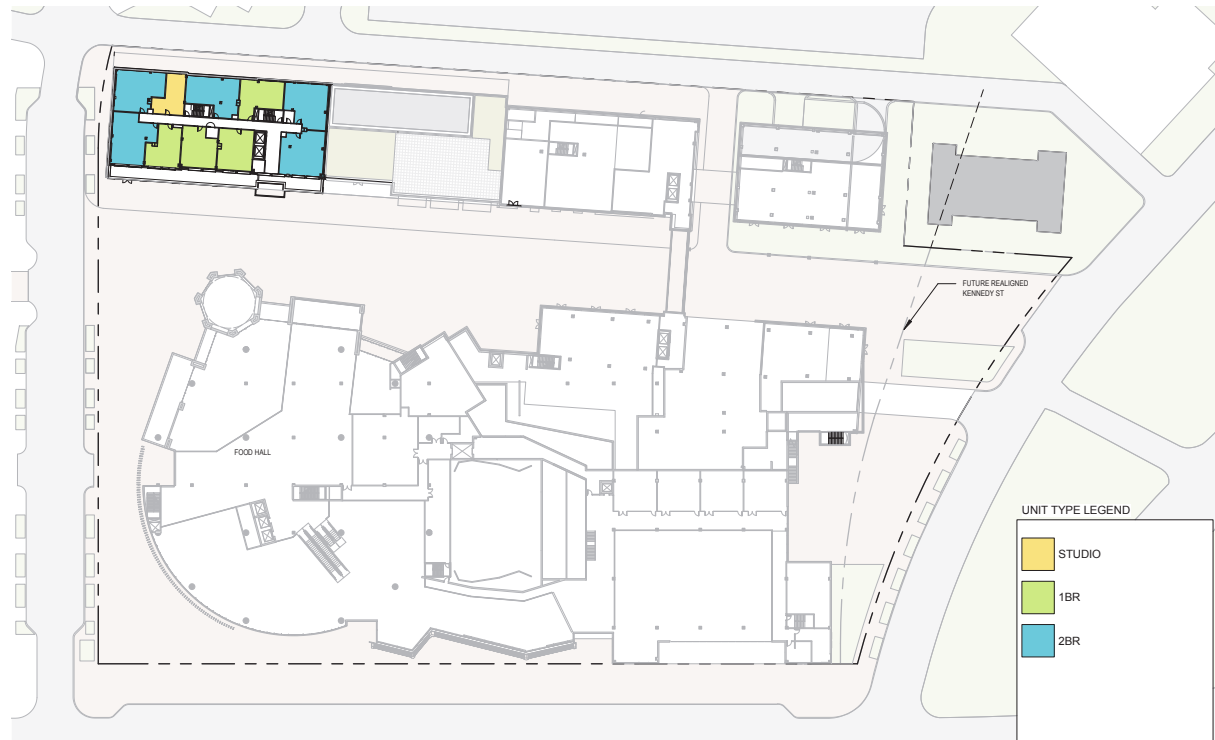 FUTURE REALIGNED
KENNEDY ST
FOOD HALL
UNIT TYPE LEGEND
STUDIO
1BR
2BR